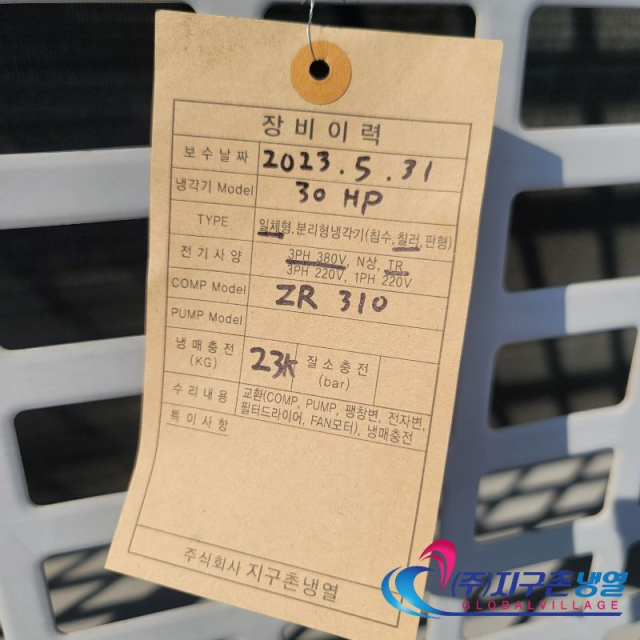 장비이력
보수날짜 2023.5.31
냉각기 Model 30 HP
TYPE 일체형,분리형냉각기(침수,칠러,판형)
전기사양 3PH 380V, N상, TR
3PH 220V, 1PH 220V
COMP Model ZR 310
PUMP Model
냉매충전 (KG) 23K 질소충전 (bar)
수리내용 교환(COMP, PUMP, 팽창변, 전자변,
필터드라이어, FAN모터), 냉매충전
특이사항
주식회사 지구촌냉열
(주)지구촌냉열
GLOBALVILLAGE